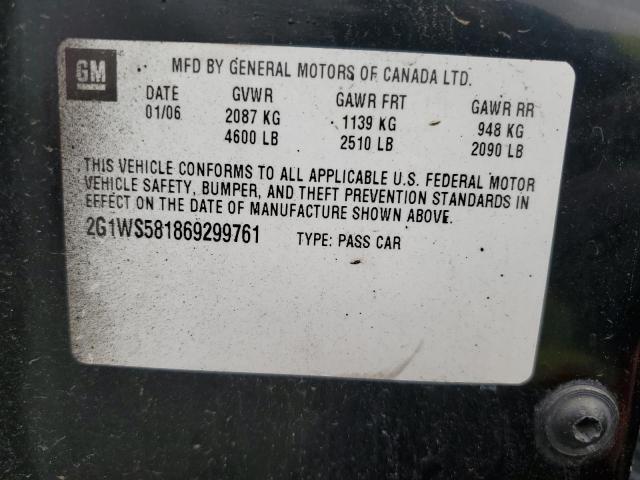 GM
MFD BY GENERAL MOTORS OF CANADA LTD.
DATE GVWR GAWR FRT GAWR RR
01/06 2087 KG 1139 KG 948 KG
4600 LB 2510 LB 2090 LB
THIS VEHICLE CONFORMS TO ALL APPLICABLE U.S. FEDERAL MOTOR
VEHICLE SAFETY, BUMPER, AND THEFT PREVENTION STANDARDS IN
EFFECT ON THE DATE OF MANUFACTURE SHOWN ABOVE.
2G1WS581869299761 TYPE: PASS CAR